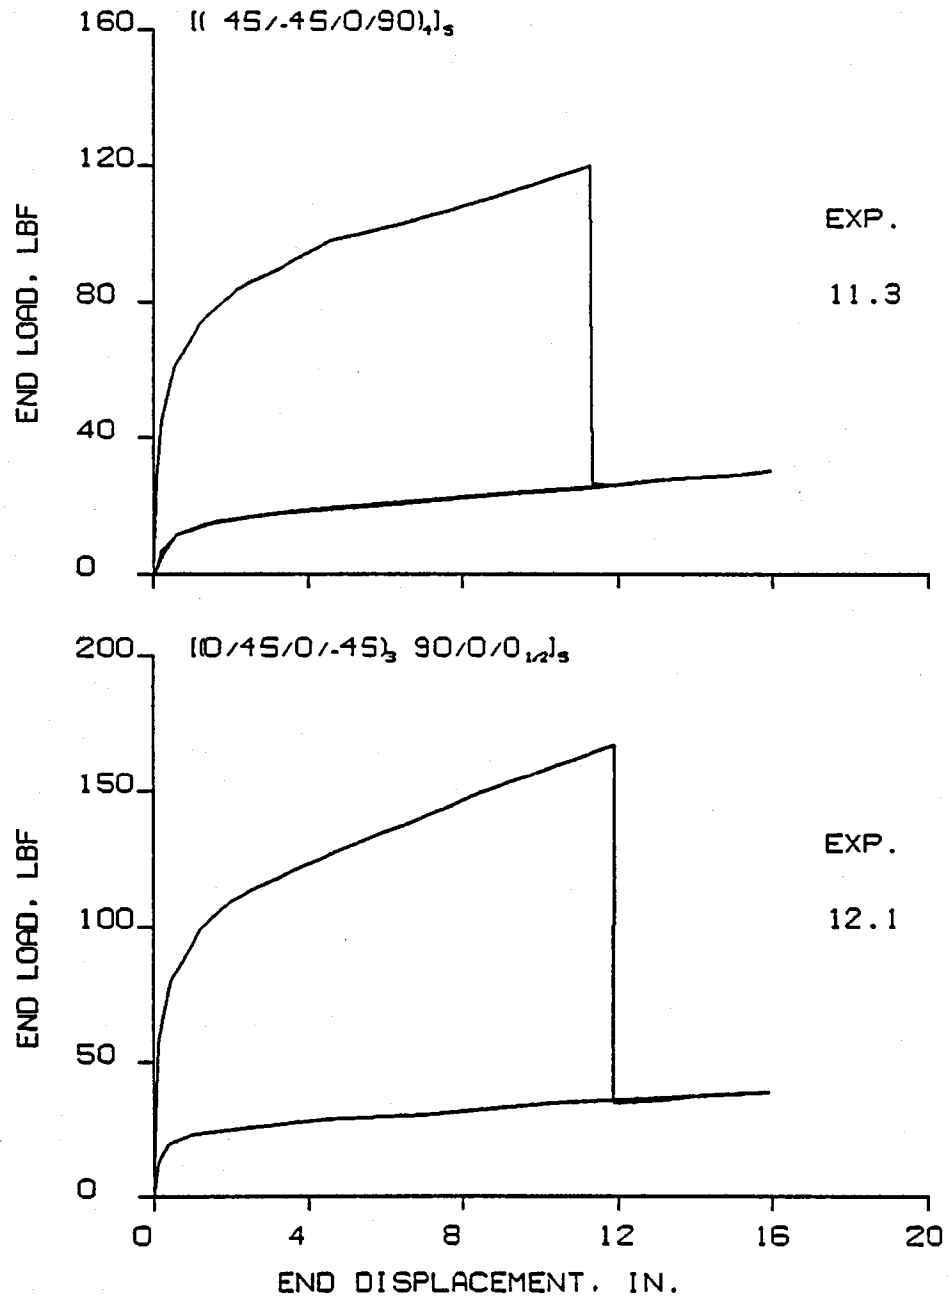 160 [( 45/-45/0/90)₄]ₛ
120
80
40
0
END LOAD, LBF
EXP.
11.3
200 [(0/45/0/-45)₃ 90/0/0₁/₂]ₛ
150
100
50
0
END LOAD, LBF
EXP.
12.1
0 4 8 12 16 20
END DISPLACEMENT, IN.